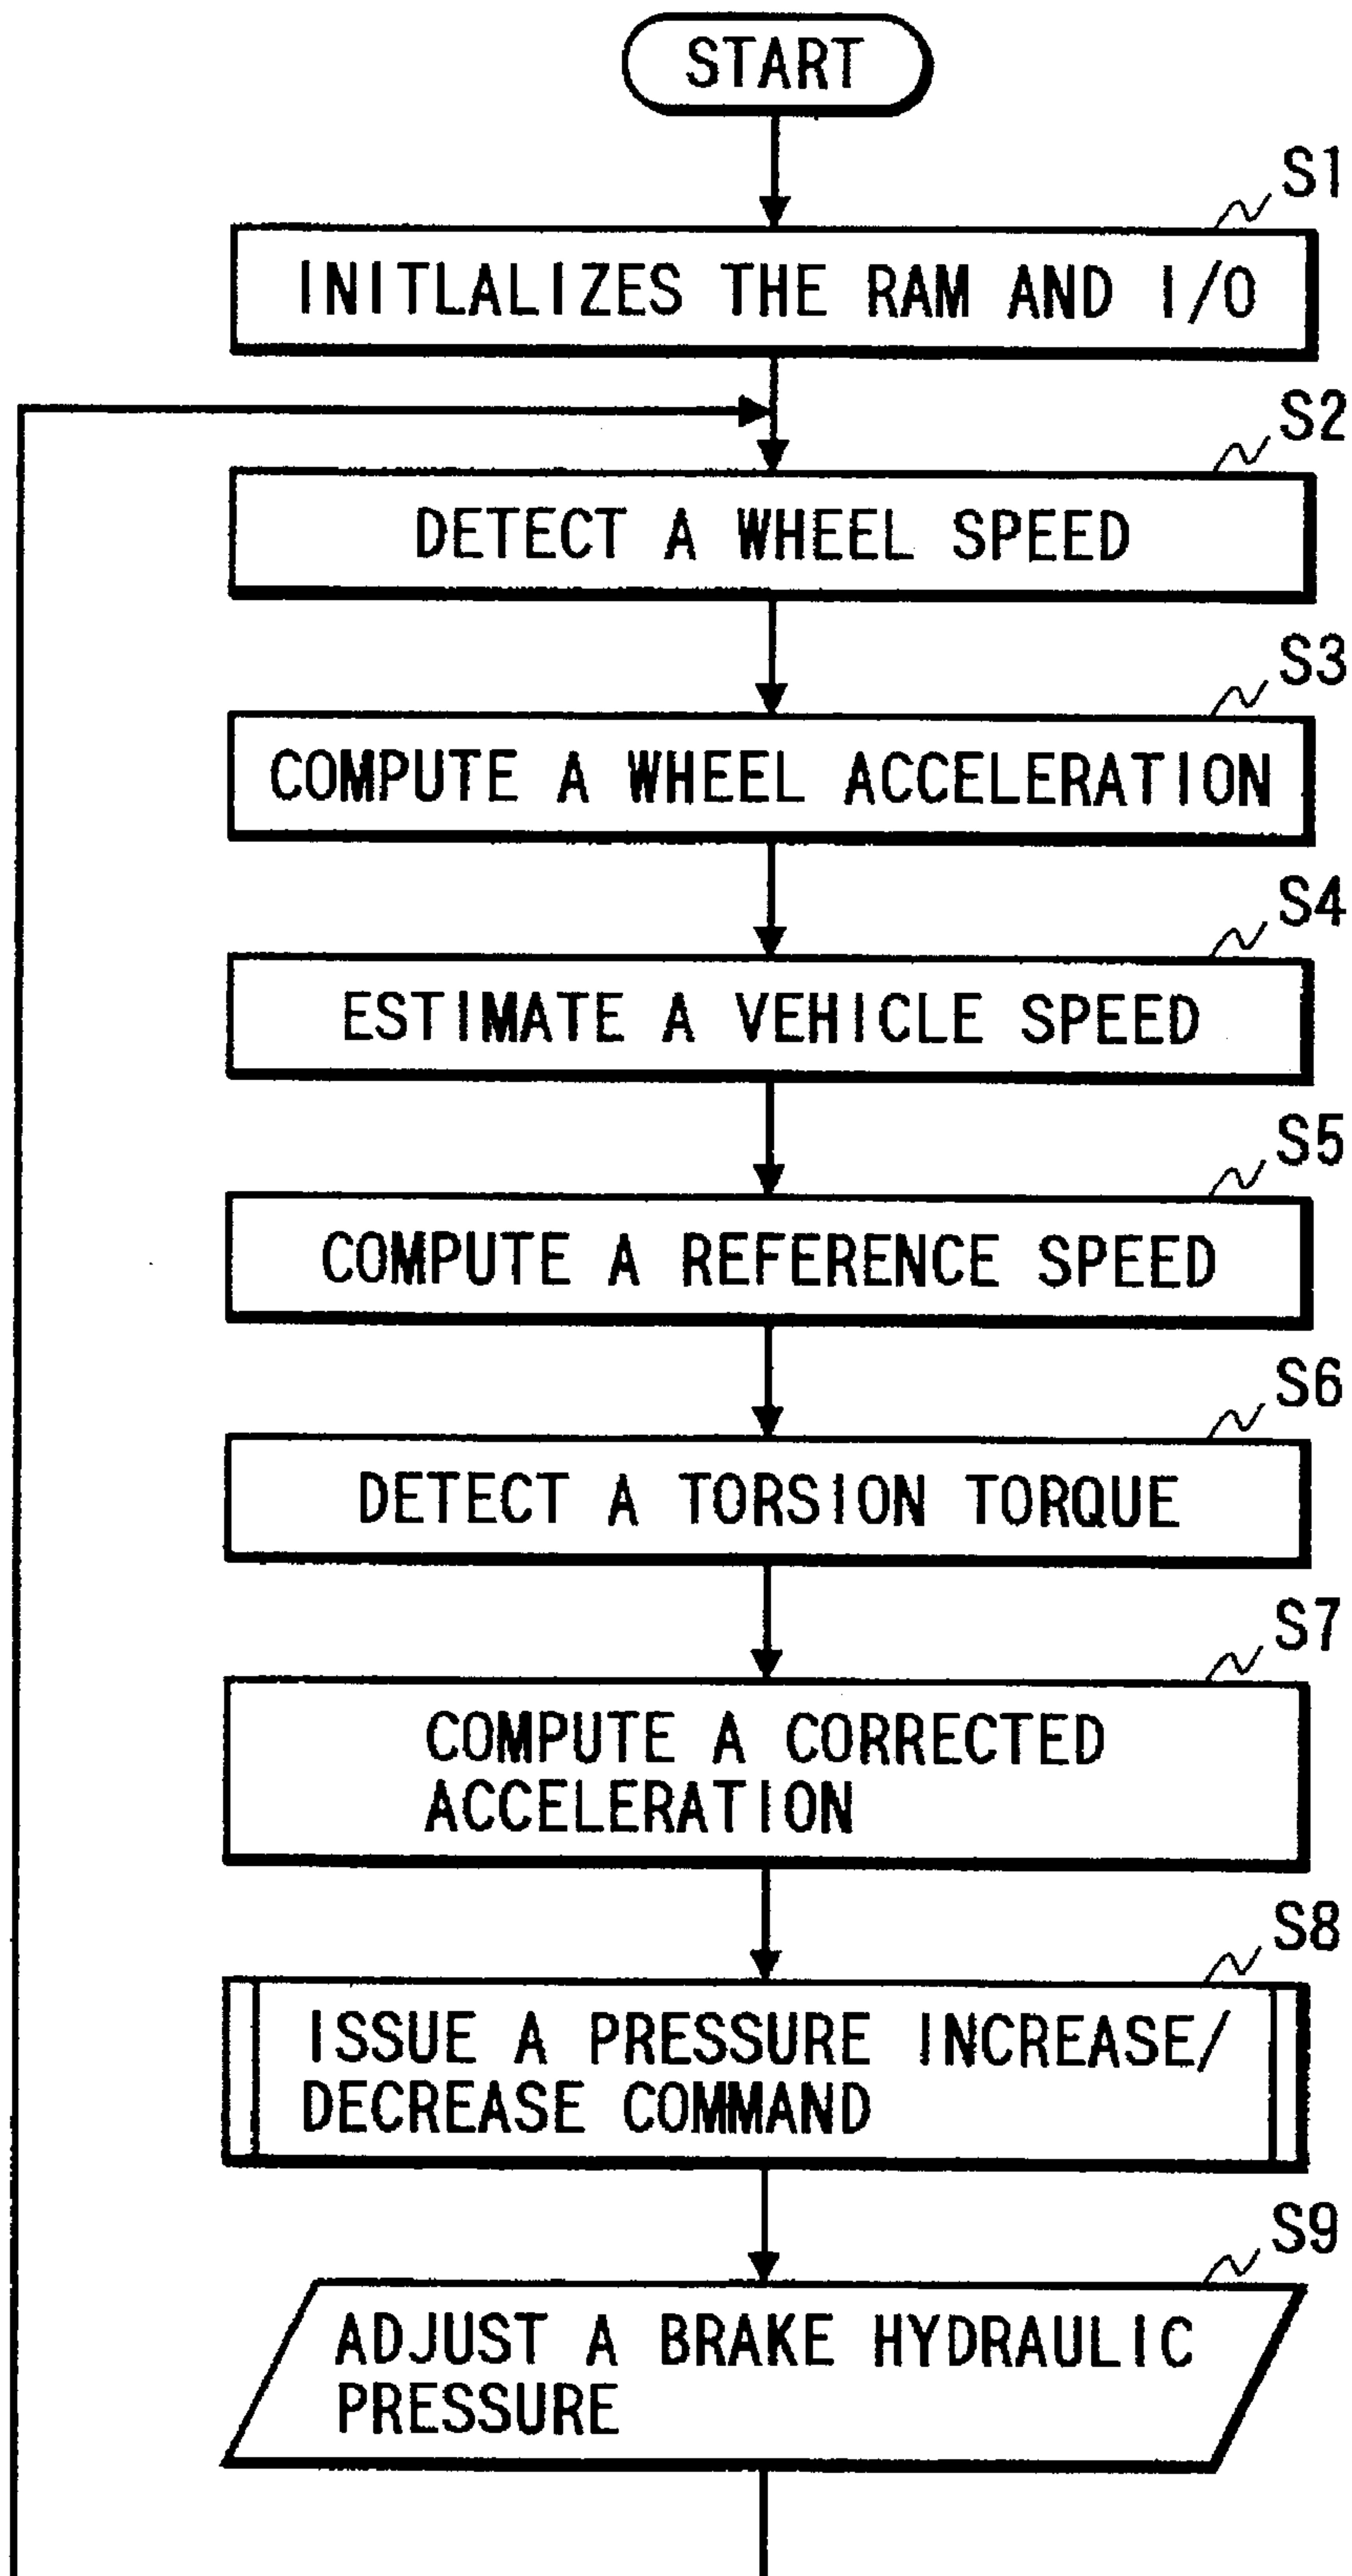 START
S1
INITLALIZES THE RAM AND I/O
S2
DETECT A WHEEL SPEED
S3
COMPUTE A WHEEL ACCELERATION
S4
ESTIMATE A VEHICLE SPEED
S5
COMPUTE A REFERENCE SPEED
S6
DETECT A TORSION TORQUE
S7
COMPUTE A CORRECTED
ACCELERATION
S8
ISSUE A PRESSURE INCREASE/
DECREASE COMMAND
S9
ADJUST A BRAKE HYDRAULIC
PRESSURE